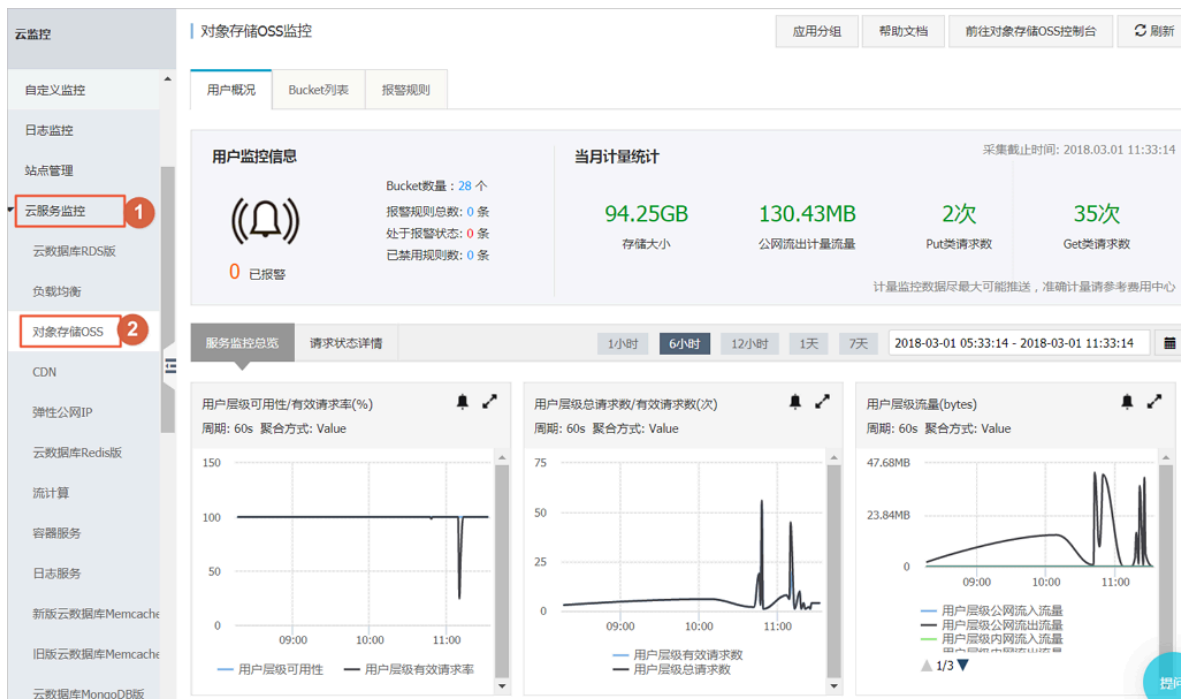 云监控
自定义监控
日志监控
站点管理
云服务监控
1
云数据库RDS版
负载均衡
对象存储OSS
2
CDN
弹性公网IP
云数据库Redis版
流计算
容器服务
日志服务
新版云数据库Memcache
旧版云数据库Memcache
云数据库MongoDB版
对象存储OSS监控
应用分组 帮助文档 前往对象存储OSS控制台 刷新
用户概况 Bucket列表 报警规则
用户监控信息
Bucket数量：28 个
报警规则总数: 0 条
处于报警状态: 0 条
已禁用规则数: 0 条
0 已报警
当月计量统计
采集截止时间: 2018.03.01 11:33:14
94.25GB 130.43MB 2次 35次
存储大小 公网流出计量流量 Put类请求数 Get类请求数
计量监控数据尽最大可能推送，准确计量请参考费用中心
服务监控总览 请求状态详情
1小时 6小时 12小时 1天 7天 2018-03-01 05:33:14 - 2018-03-01 11:33:14
用户层级可用性/有效请求率(%)
周期: 60s 聚合方式: Value
150
100
50
0
09:00 10:00 11:00
用户层级可用性 用户层级有效请求率
用户层级总请求数/有效请求数(次)
周期: 60s 聚合方式: Value
75
50
25
0
09:00 10:00 11:00
用户层级有效请求数
用户层级总请求数
用户层级流量(bytes)
周期: 60s 聚合方式: Value
47.68MB
23.84MB
0
09:00 10:00 11:00
用户层级公网流入流量
用户层级公网流出流量
用户层级内网流入流量
用户层级内网流出流量
1/3
提问